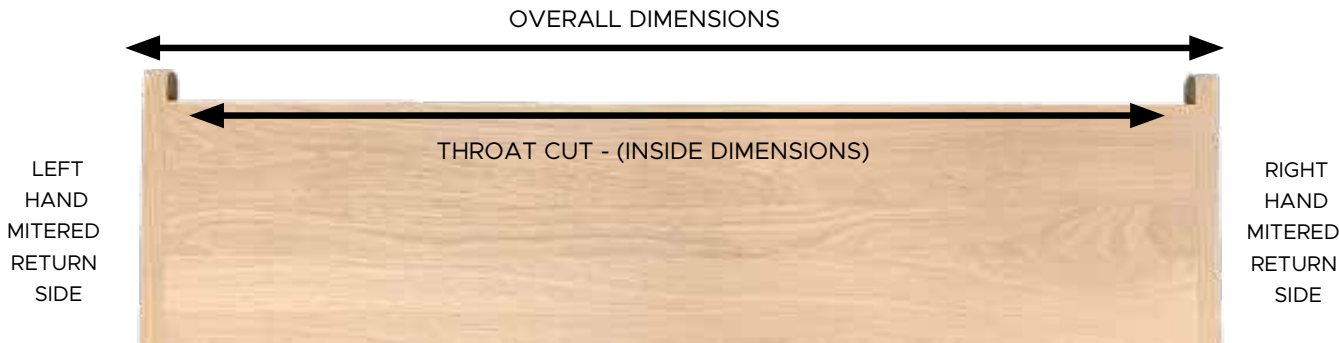 OVERALL DIMENSIONS
THROAT CUT - (INSIDE DIMENSIONS)
LEFT
HAND
MITERED
RETURN
SIDE
RIGHT
HAND
MITERED
RETURN
SIDE